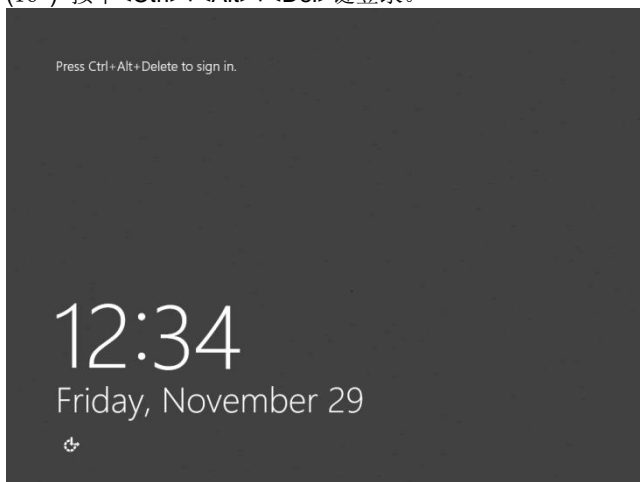 Press Ctrl+Alt+Delete to sign in.
12:34
Friday, November 29